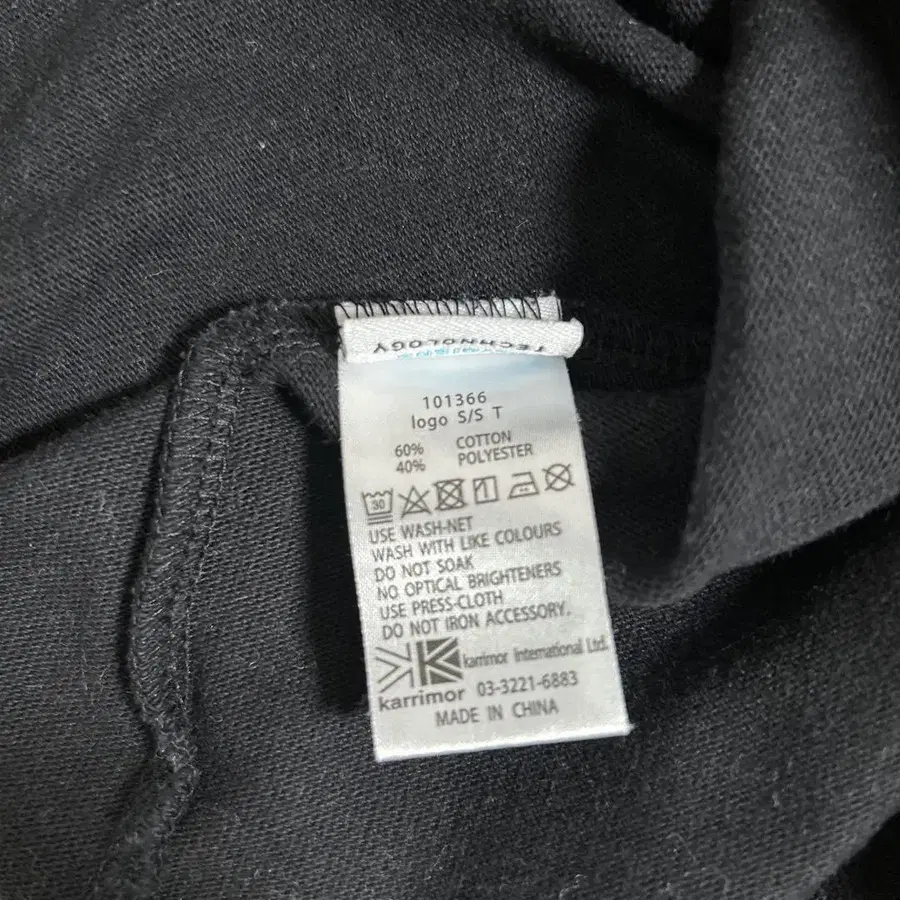 TECHNOLOGY
101366
logo S/S T
60% COTTON
40% POLYESTER
30
USE WASH-NET
WASH WITH LIKE COLOURS
DO NOT SOAK
NO OPTICAL BRIGHTENERS
USE PRESS-CLOTH
DO NOT IRON ACCESSORY.
karrimor International Ltd.
karrimor 03-3221-6883
MADE IN CHINA